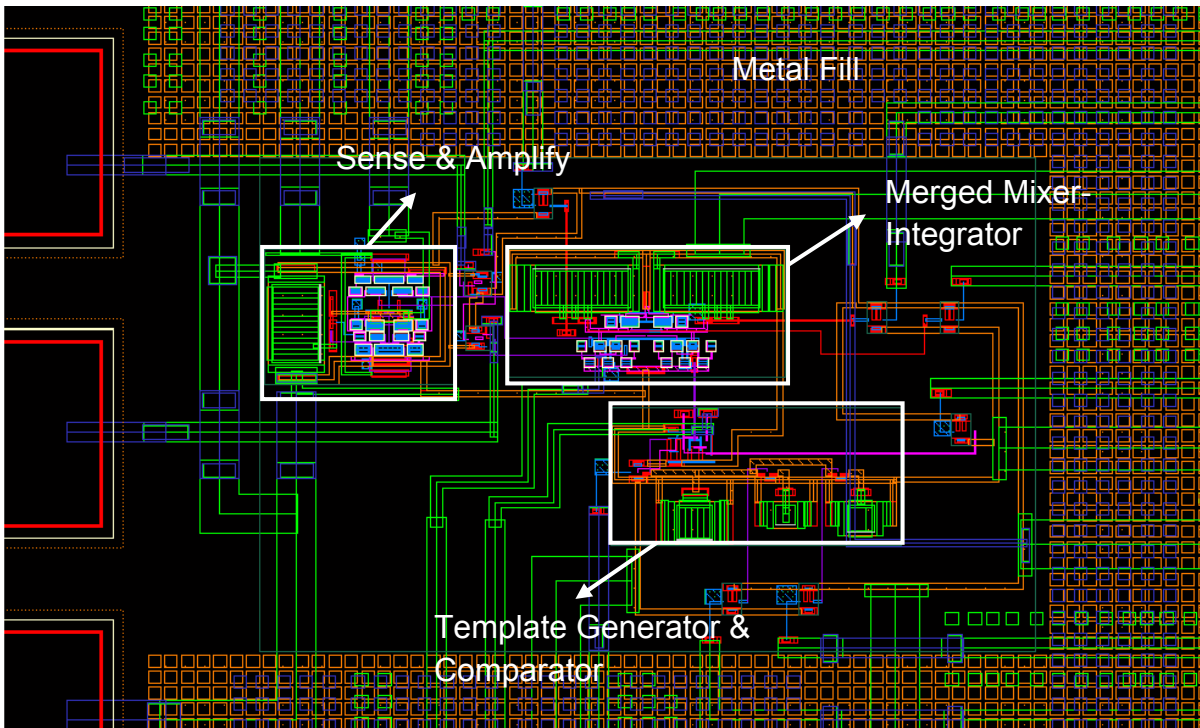 Metal Fill
Sense & Amplify
Merged Mixer-
Integrator
Template Generator &
Comparator